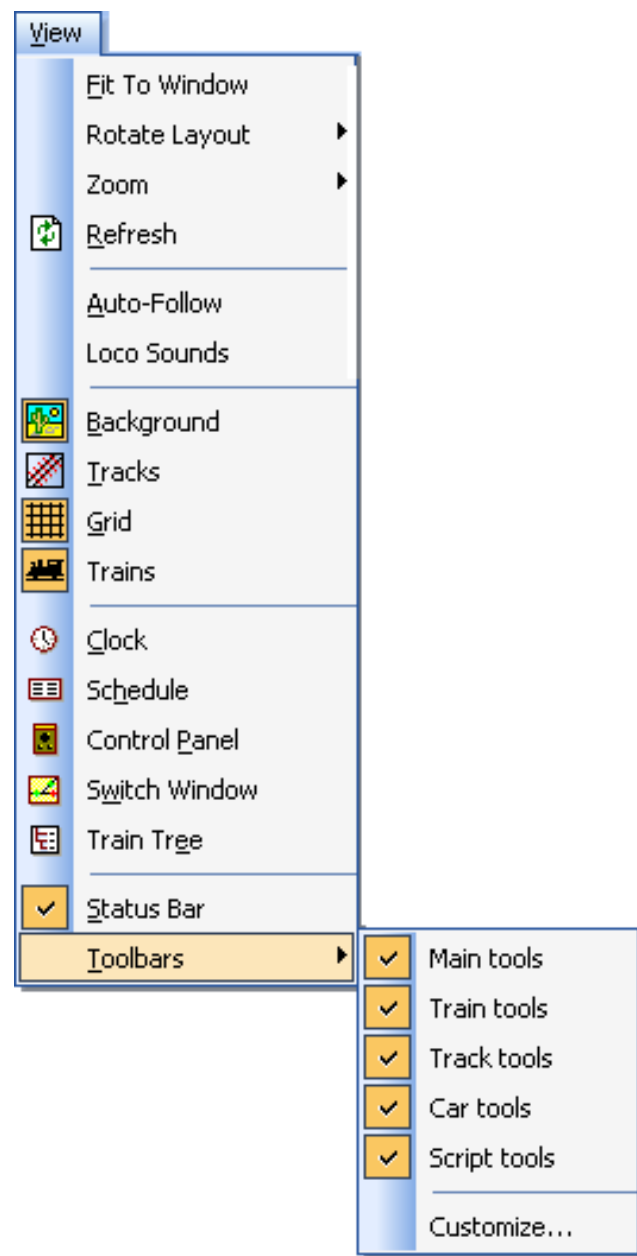 View
Fit To Window
Rotate Layout
Zoom
Refresh
Auto-Follow
Loco Sounds
Background
Tracks
Grid
Trains
Clock
Schedule
Control Panel
Switch Window
Train Tree
Status Bar
Toolbars
Main tools
Train tools
Track tools
Car tools
Script tools
Customize...